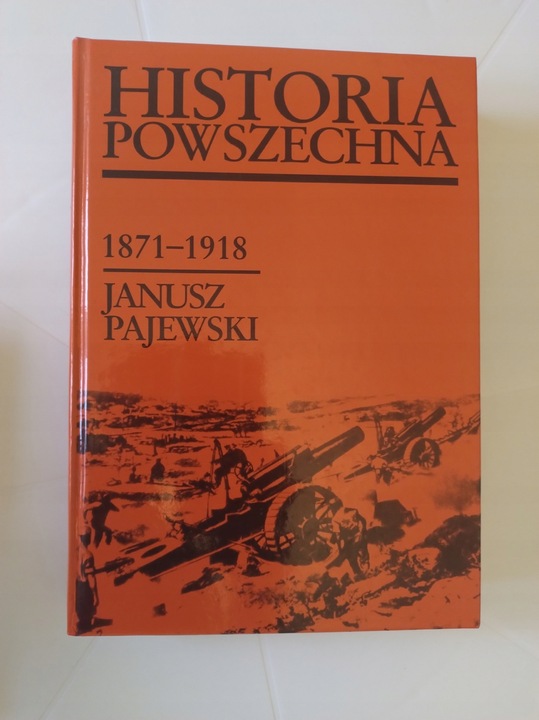 HISTORIA
POWSZECHNA
1871–1918
JANUSZ
PAJEWSKI